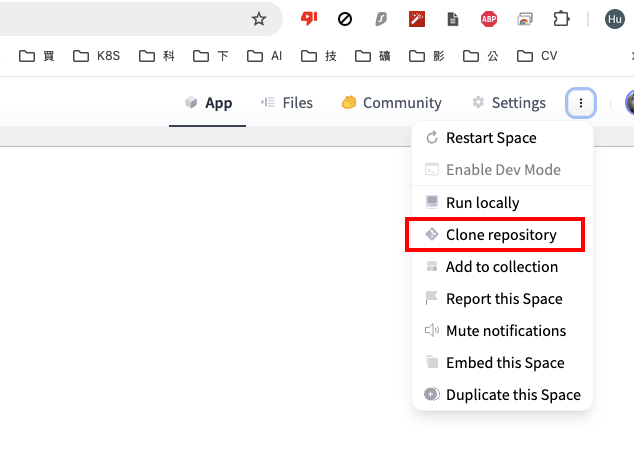 ABP
Hu
買 K8S 科 下 AI 技 礦 影 公 CV
App Files Community Settings
Restart Space
Enable Dev Mode
Run locally
Clone repository
Add to collection
Report this Space
Mute notifications
Embed this Space
Duplicate this Space